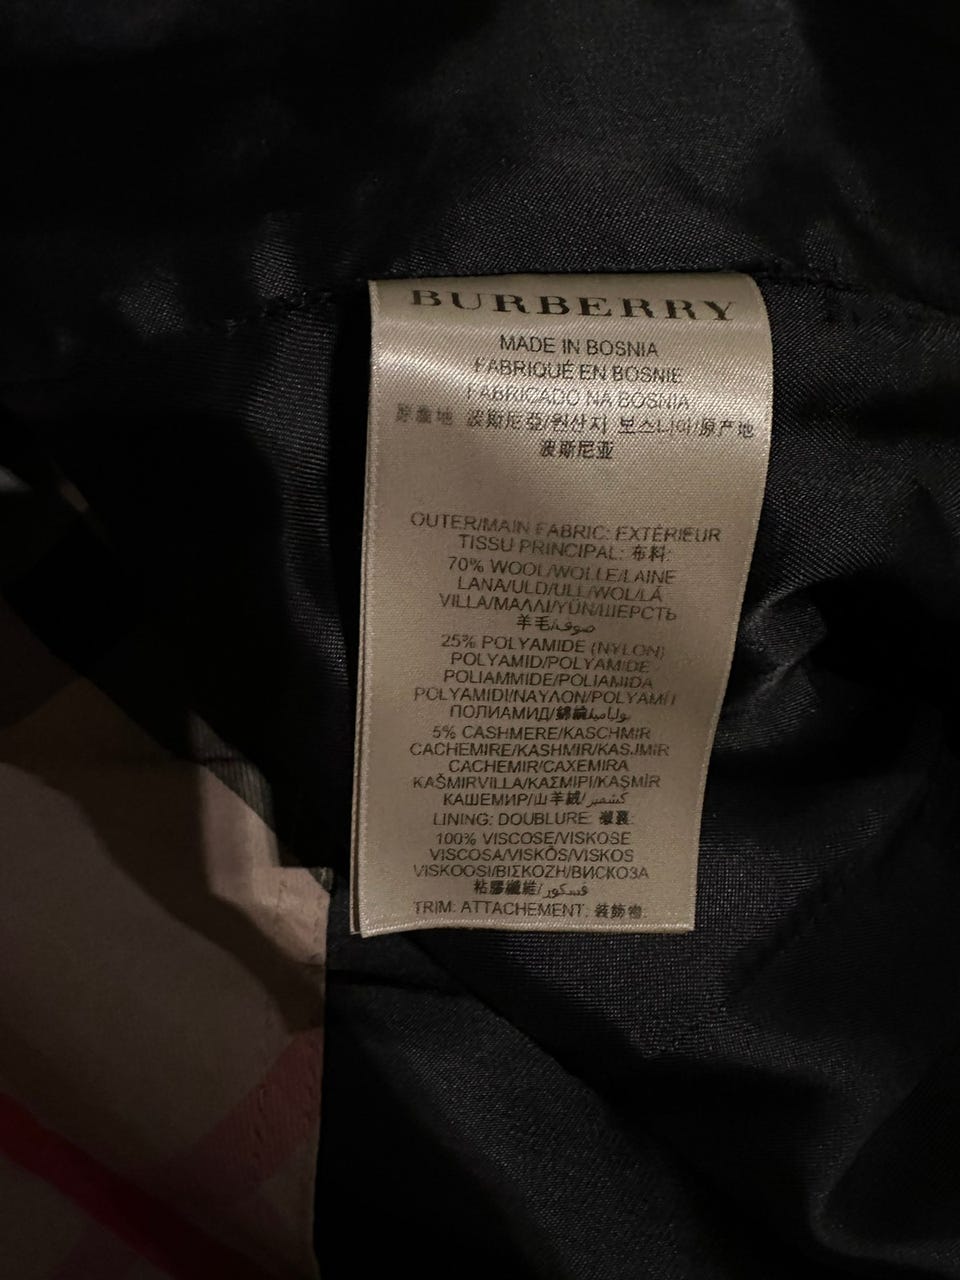 BURBERRY
MADE IN BOSNIA
FABRIQUÉ EN BOSNIE
FABRICADO NA BOSNIA
原產地 波斯尼亞/원산지 보스니아/原产地
波斯尼亚
OUTER/MAIN FABRIC: EXTÉRIEUR
TISSU PRINCIPAL: 布料:
70% WOOL/WOLLE/LAINE
LANA/ULD/ULL/WOL/LÃ
VILLA/ΜΑΛΛΙ/YÜN/ШЕРСТЬ
羊毛/صوف
25% POLYAMIDE (NYLON)
POLYAMID/POLYAMIDE
POLIAMMIDE/POLIAMIDA
POLYAMIDI/ΝΑΥΛΟΝ/POLYAMİT
ПОЛИАМИД/錦綸/بولياميد
5% CASHMERE/KASCHMIR
CACHEMIRE/KASHMIR/KASJMIR
CACHEMIR/CAXEMIRA
KAŠMIRVILLA/ΚΑΣΜΙΡΙ/KAŞMİR
КАШЕМИР/山羊絨/كشمير
LINING: DOUBLURE: 襯裏:
100% VISCOSE/VISKOSE
VISCOSA/VISKÔS/VISKOS
VISKOOSI/ΒΙΣΚΟΖΗ/ВИСКОЗА
粘膠纖維/فسكوز
TRIM: ATTACHEMENT: 装飾物: